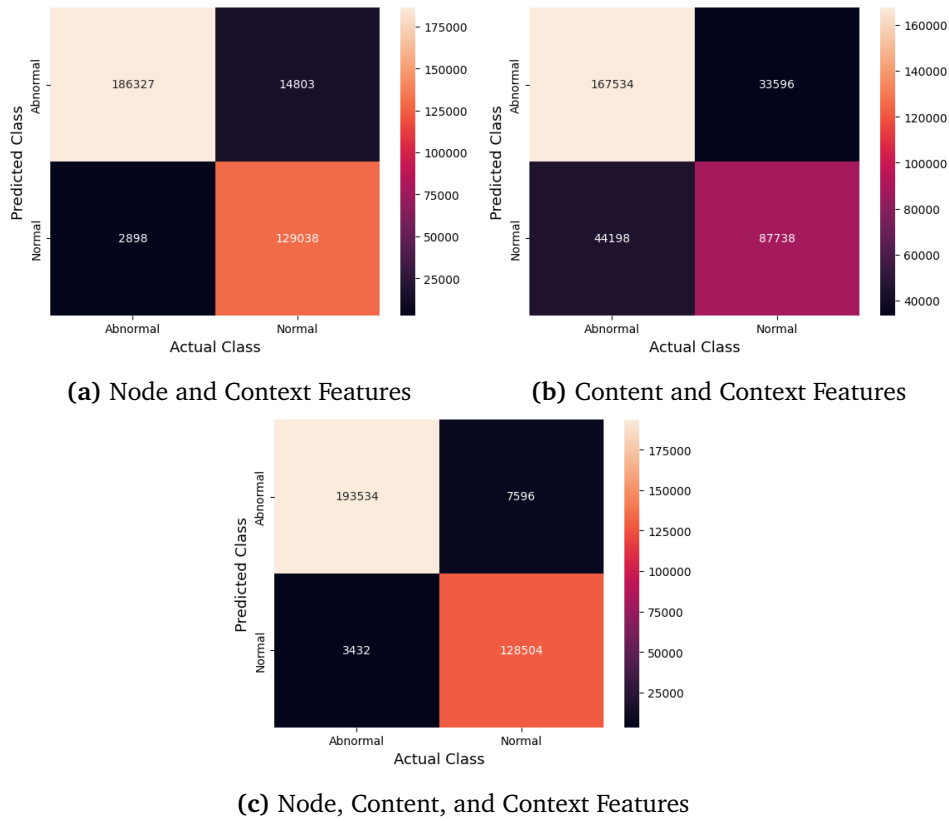 Abnormal
Normal
Predicted Class
186327
14803
2898
129038
Abnormal
Normal
Actual Class
175000
150000
125000
100000
75000
50000
25000
(a) Node and Context Features
Abnormal
Normal
Predicted Class
167534
33596
44198
87738
Abnormal
Normal
Actual Class
160000
140000
120000
100000
80000
60000
40000
(b) Content and Context Features
Abnormal
Normal
Predicted Class
193534
7596
3432
128504
Abnormal
Normal
Actual Class
175000
150000
125000
100000
75000
50000
25000
(c) Node, Content, and Context Features